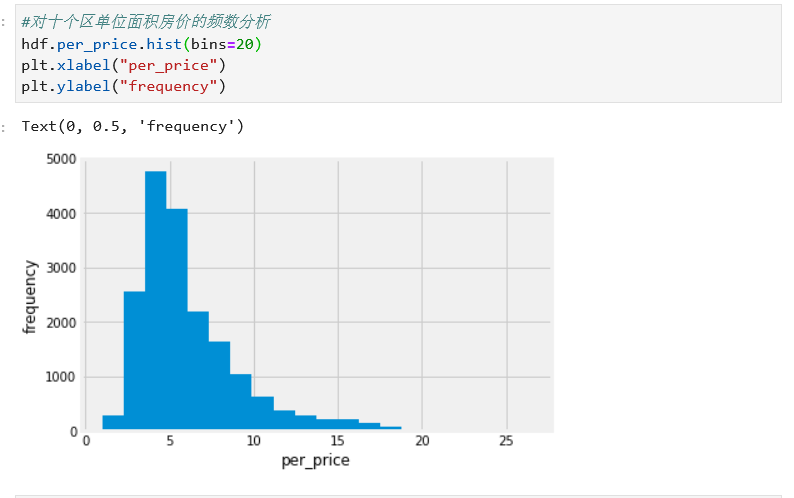 : #对十个区单位面积房价的频数分析
hdf.per_price.hist(bins=20)
plt.xlabel("per_price")
plt.ylabel("frequency")
: Text(0, 0.5, 'frequency')
5000
4000
3000
2000
1000
0
frequency
0 5 10 15 20 25
per_price